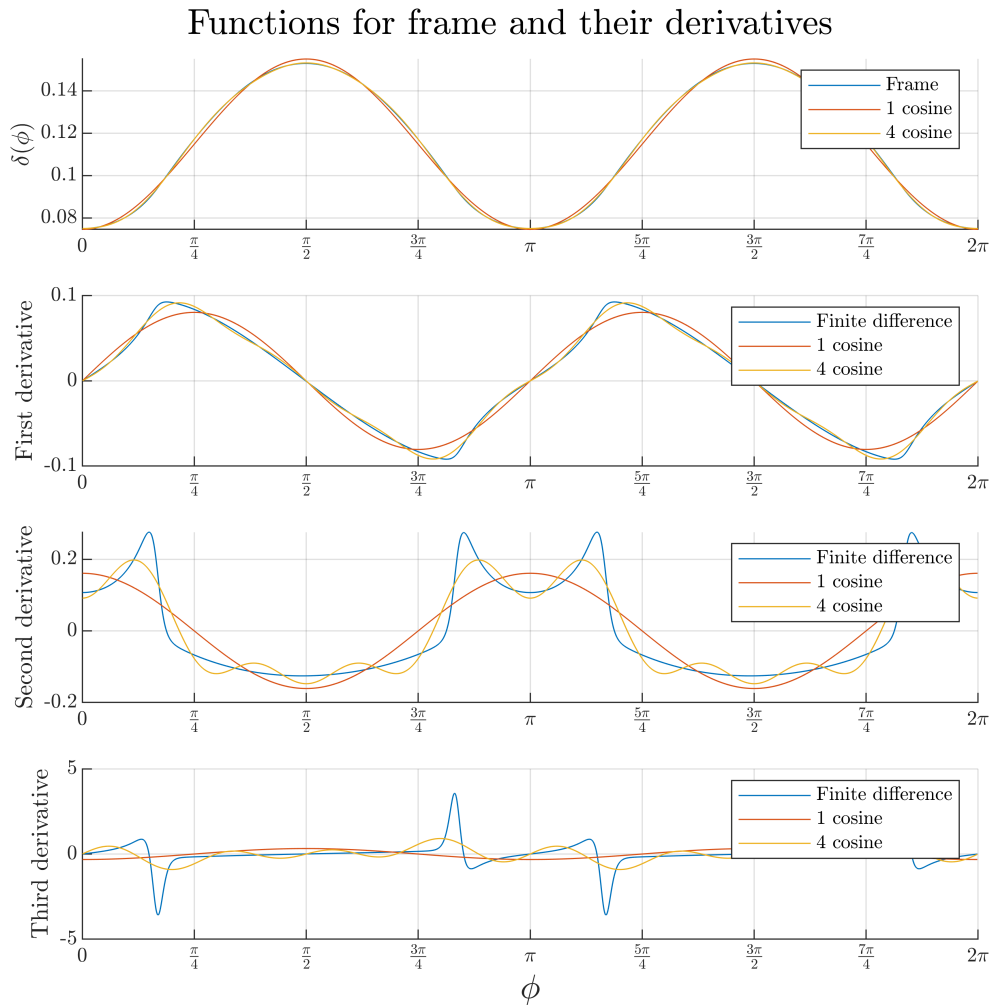 Functions for frame and their derivatives
δ(ϕ)
0.14
0.12
0.1
0.08
Frame
1 cosine
4 cosine
0 π/4 π/2 3π/4 π 5π/4 3π/2 7π/4 2π
First derivative
0.1
0
-0.1
Finite difference
1 cosine
4 cosine
0 π/4 π/2 3π/4 π 5π/4 3π/2 7π/4 2π
Second derivative
0.2
0
-0.2
Finite difference
1 cosine
4 cosine
0 π/4 π/2 3π/4 π 5π/4 3π/2 7π/4 2π
Third derivative
5
0
-5
Finite difference
1 cosine
4 cosine
0 π/4 π/2 3π/4 π 5π/4 3π/2 7π/4 2π
ϕ